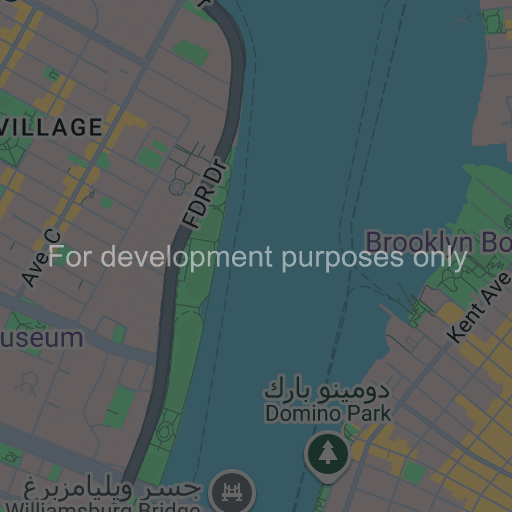 VILLAGE
FDR Dr
Brooklyn Bo
For development purposes only
Ave. C
Kent Ave
useum
دومينو بارك
Domino Park
جسر ويليامزبرغ
Williamsburg Bridge